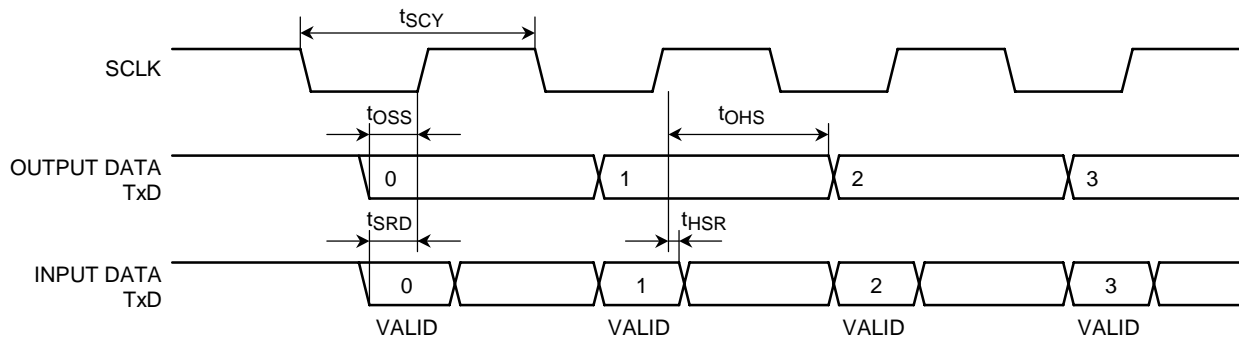 tSCY
SCLK
tOSS
tOHS
OUTPUT DATA
TxD
0
1
2
3
tSRD
tHSR
INPUT DATA
TxD
0
1
2
3
VALID
VALID
VALID
VALID